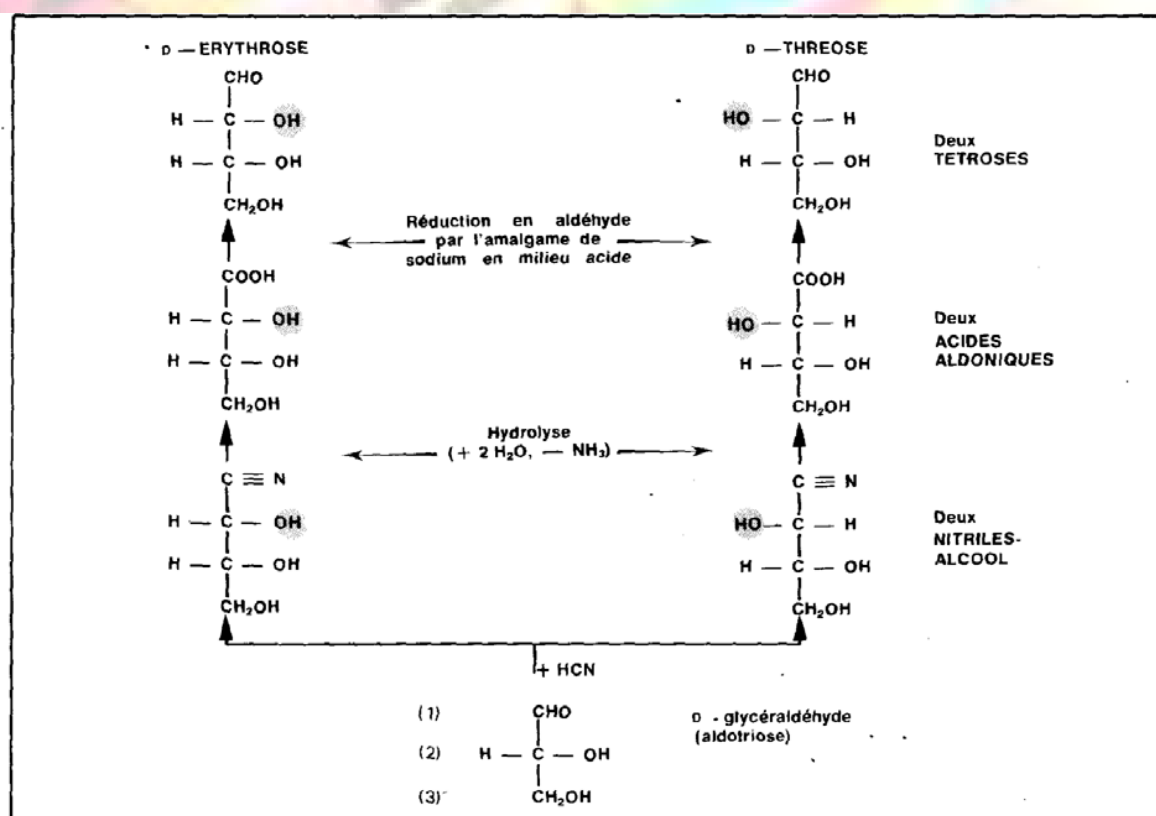 D — ERYTHROSE
D — THREOSE
CHO
CHO
H — C — OH
HO — C — H
H — C — OH
H — C — OH
Deux
TETROSES
CH₂OH
CH₂OH
Réduction en aldéhyde
par l'amalgame de
sodium en milieu acide
COOH
COOH
H — C — OH
HO — C — H
H — C — OH
H — C — OH
Deux
ACIDES
ALDONIQUES
CH₂OH
CH₂OH
Hydrolyse
(+ 2 H₂O, — NH₃)
C ≡ N
C ≡ N
H — C — OH
HO — C — H
H — C — OH
H — C — OH
Deux
NITRILES-
ALCOOL
CH₂OH
CH₂OH
+ HCN
(1) CHO
D - glycéraldéhyde
(aldotriose)
(2) H — C — OH
(3) CH₂OH